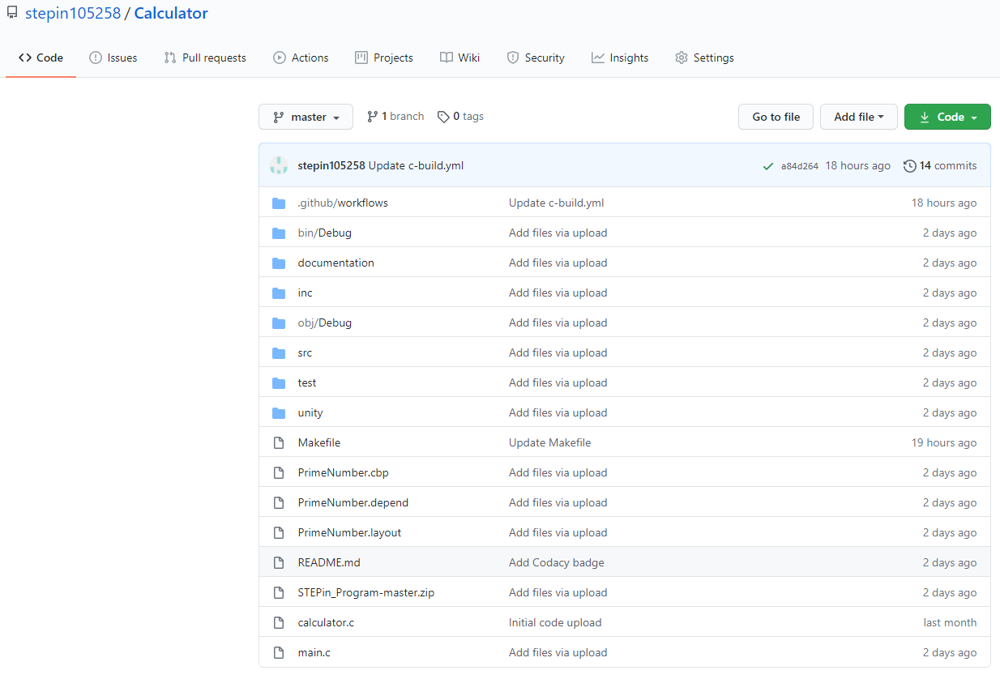 stepin105258 / Calculator
Code Issues Pull requests Actions Projects Wiki Security Insights Settings
master 1 branch 0 tags Go to file Add file Code
stepin105258 Update c-build.yml a84d264 18 hours ago 14 commits
.github/workflows Update c-build.yml 18 hours ago
bin/Debug Add files via upload 2 days ago
documentation Add files via upload 2 days ago
inc Add files via upload 2 days ago
obj/Debug Add files via upload 2 days ago
src Add files via upload 2 days ago
test Add files via upload 2 days ago
unity Add files via upload 2 days ago
Makefile Update Makefile 19 hours ago
PrimeNumber.cbp Add files via upload 2 days ago
PrimeNumber.depend Add files via upload 2 days ago
PrimeNumber.layout Add files via upload 2 days ago
README.md Add Codacy badge 2 days ago
STEPin_Program-master.zip Add files via upload 2 days ago
calculator.c Initial code upload last month
main.c Add files via upload 2 days ago